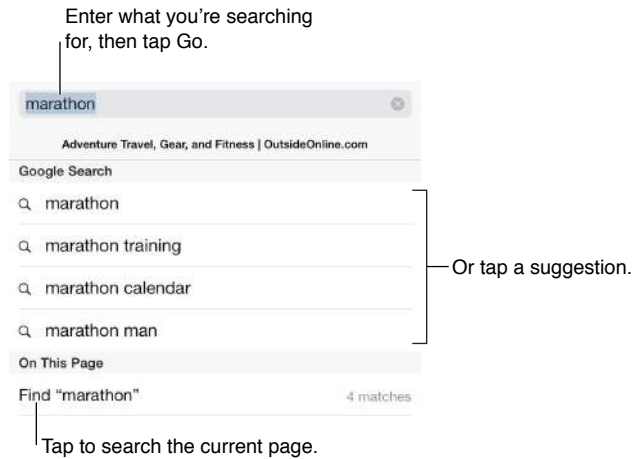 Enter what you're searching
for, then tap Go.
marathon
Adventure Travel, Gear, and Fitness | OutsideOnline.com
Google Search
marathon
marathon training
marathon calendar
marathon man
Or tap a suggestion.
On This Page
Find “marathon”
4 matches
Tap to search the current page.